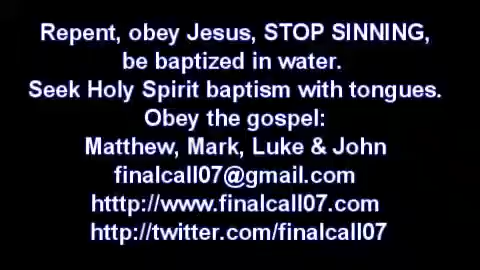 Repent, obey Jesus, STOP SINNING,
be baptized in water.
Seek Holy Spirit baptism with tongues.
Obey the gospel:
Matthew, Mark, Luke & John
finalcall07@gmail.com
htttp://www.finalcall07.com
http://twitter.com/finalcall07